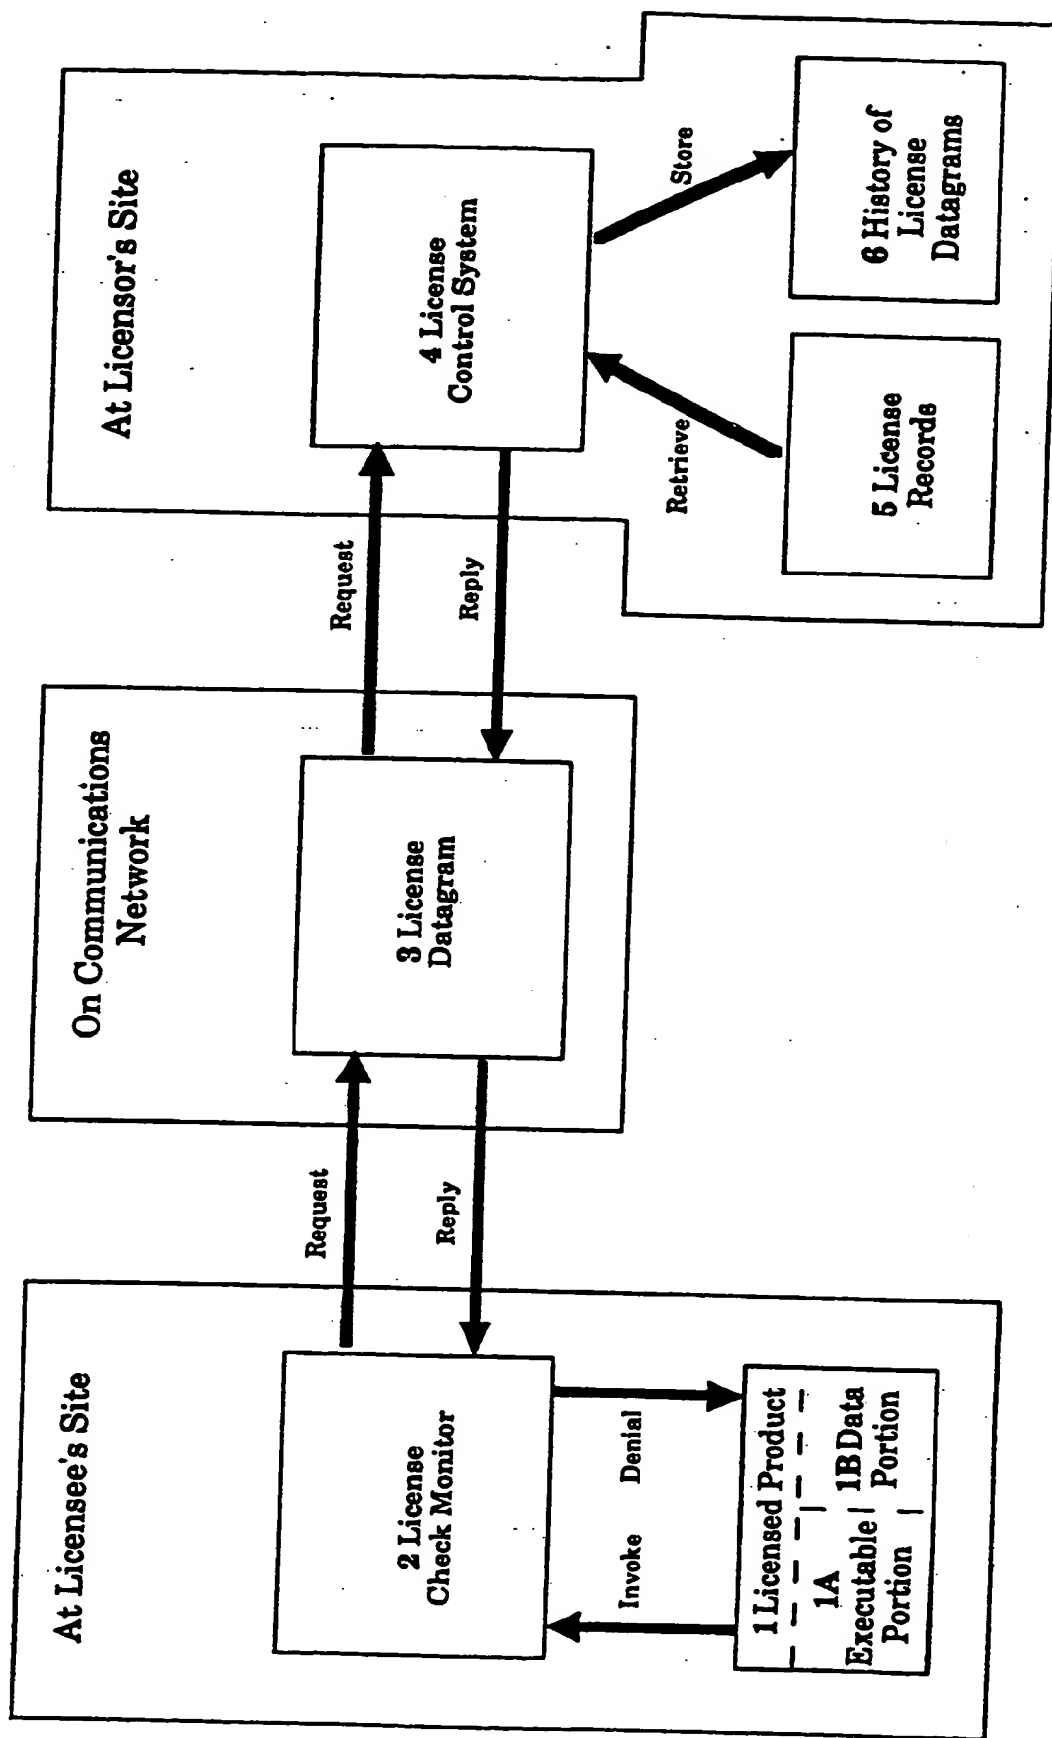 At Licensee's Site
2 License
Check Monitor
Invoke
Denial
1 Licensed Product
1A
Executable
Portion
1B Data
Portion
Request
Reply
On Communications
Network
3 License
Datagram
Request
Reply
At Licensor's Site
4 License
Control System
Retrieve
Store
5 License
Records
6 History of
License
Datagrams